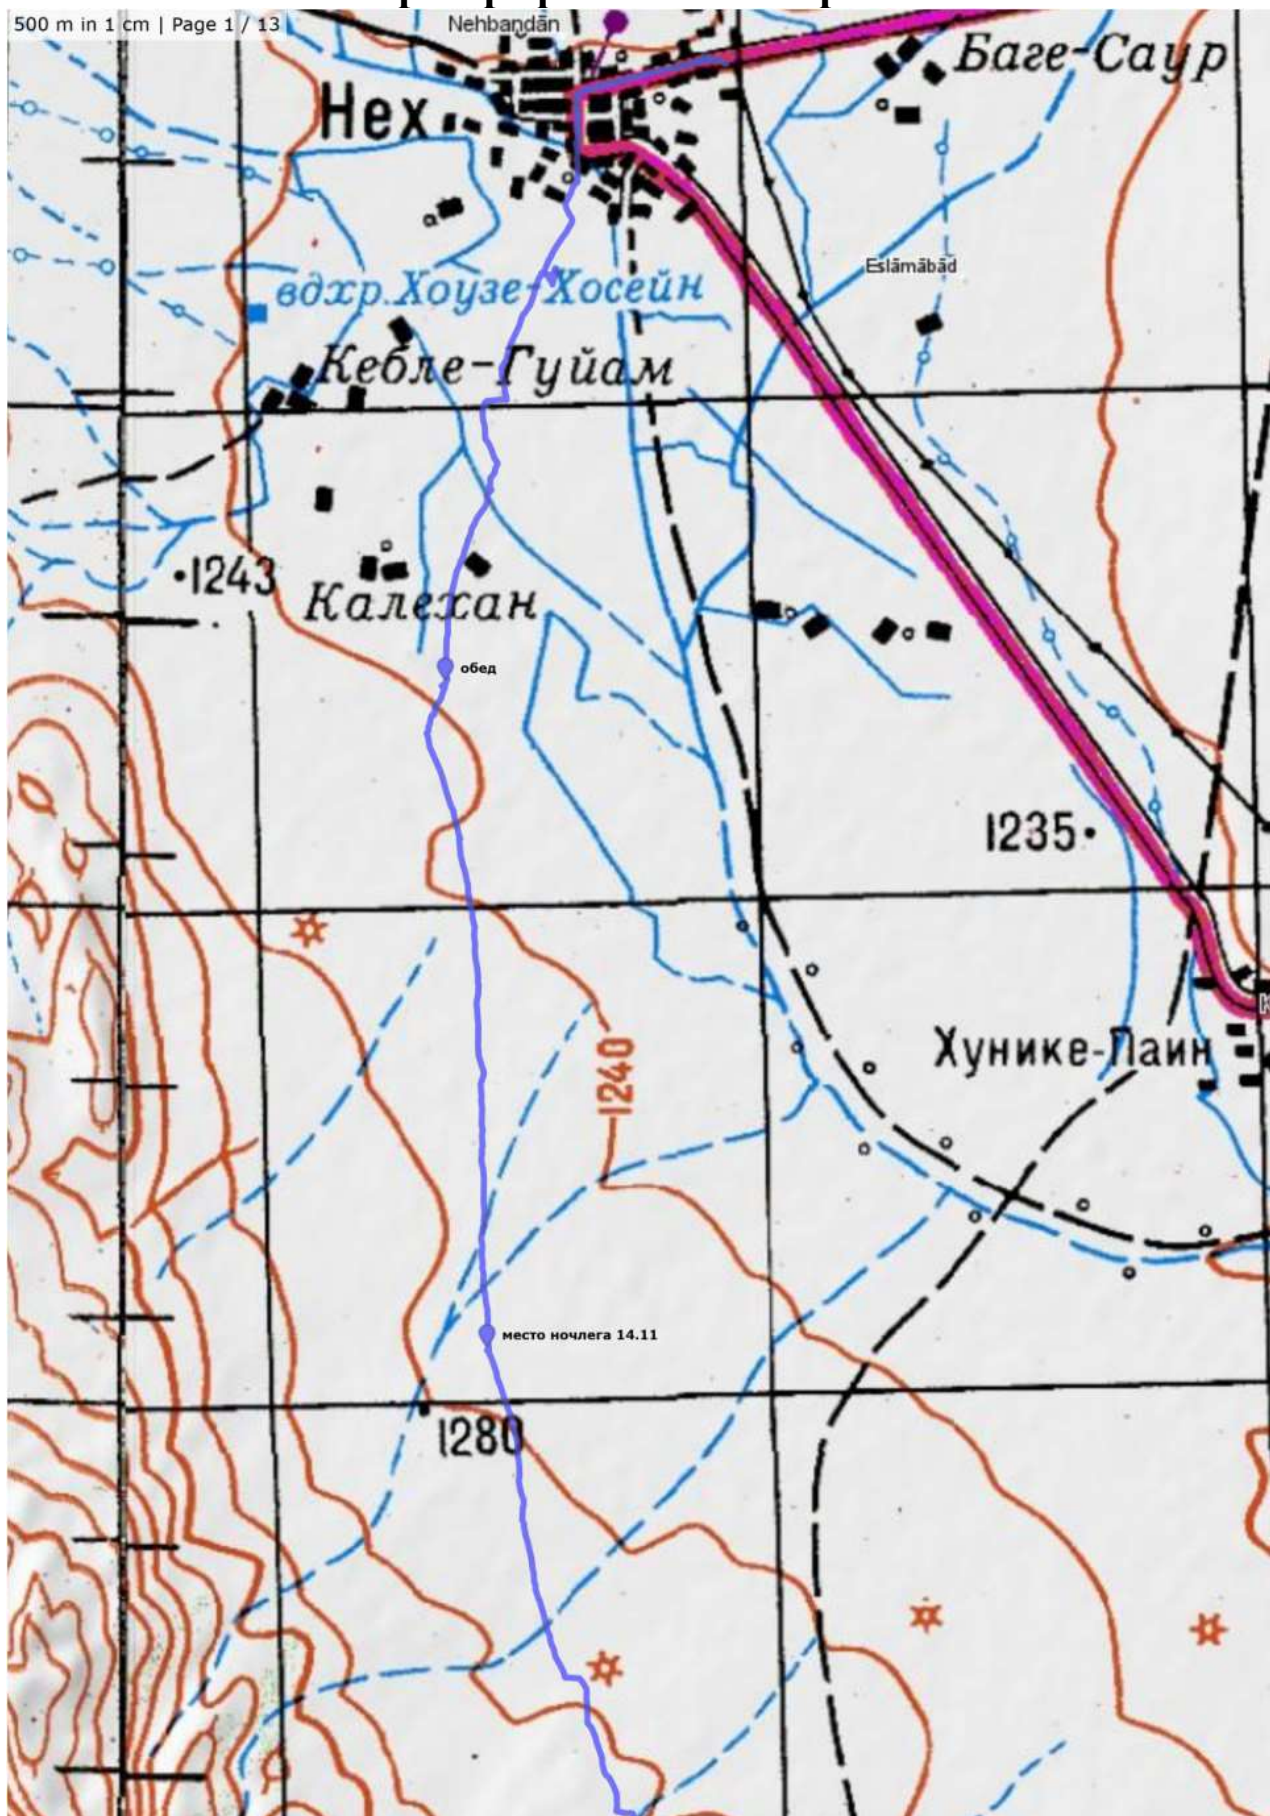 500 m in 1 cm | Page 1 / 13
Nehbandān
Баге-Саур
Нех
Eslāmābād
вдхр. Хоузе-Хосейн
Кебле-Гуйам
1243
Калехан
обед
1235
1240
Хунике-Паин
место ночлега 14.11
1280